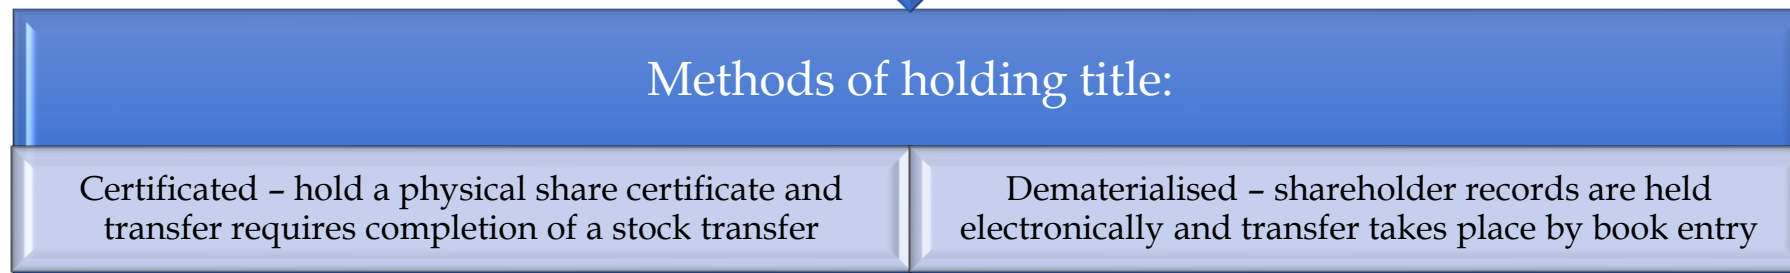 Methods of holding title:
Certificated – hold a physical share certificate and
transfer requires completion of a stock transfer
Dematerialised – shareholder records are held
electronically and transfer takes place by book entry